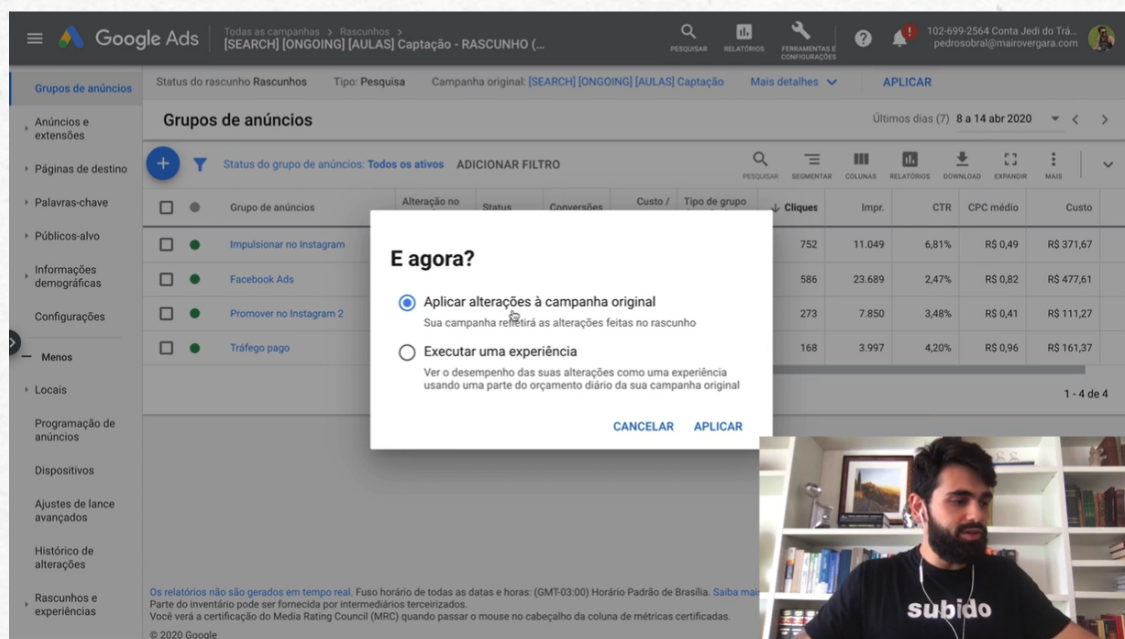 Google Ads
Todas as campanhas > Rascunhos >
[SEARCH] [ONGOING] [AULAS] Captação - RASCUNHO (...
PESQUISAR
RELATÓRIOS
FERRAMENTAS E
CONFIGURAÇÕES
102-699-2564 Conta Jedi do Trá...
pedrosobral@mairovergara.com
Grupos de anúncios
Anúncios e
extensões
Páginas de destino
Palavras-chave
Públicos-alvo
Informações
demográficas
Configurações
Menos
Locais
Programação de
anúncios
Dispositivos
Ajustes de lance
avançados
Histórico de
alterações
Rascunhos e
experiências
Status do rascunho Rascunhos Tipo: Pesquisa Campanha original: [SEARCH] [ONGOING] [AULAS] Captação Mais detalhes APLICAR
Grupos de anúncios
Últimos dias (7) 8 a 14 abr 2020
Status do grupo de anúncios: Todos os ativos ADICIONAR FILTRO
PESQUISAR SEGMENTAR COLUNAS RELATÓRIOS DOWNLOAD EXPANDIR MAIS
Grupo de anúncios Alteração no Status Conversões Custo / Tipo de grupo Cliques Impr. CTR CPC médio Custo
Impulsionar no Instagram 752 11.049 6,81% R$ 0,49 R$ 371,67
Facebook Ads 586 23.689 2,47% R$ 0,82 R$ 477,61
Promover no Instagram 2 273 7.850 3,48% R$ 0,41 R$ 111,27
Tráfego pago 168 3.997 4,20% R$ 0,96 R$ 161,37
1 - 4 de 4
E agora?
Aplicar alterações à campanha original
Sua campanha refletirá as alterações feitas no rascunho
Executar uma experiência
Ver o desempenho das suas alterações como uma experiência
usando uma parte do orçamento diário da sua campanha original
CANCELAR APLICAR
Os relatórios não são gerados em tempo real. Fuso horário de todas as datas e horas: (GMT-03:00) Horário Padrão de Brasília. Saiba mai
Parte do inventário pode ser fornecida por intermediários terceirizados.
Você verá a certificação do Media Rating Council (MRC) quando passar o mouse no cabeçalho da coluna de métricas certificadas.
© 2020 Google
subido